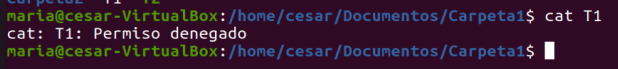 maria@cesar-VirtualBox:/home/cesar/Documentos/Carpeta1$ cat T1
cat: T1: Permiso denegado
maria@cesar-VirtualBox:/home/cesar/Documentos/Carpeta1$